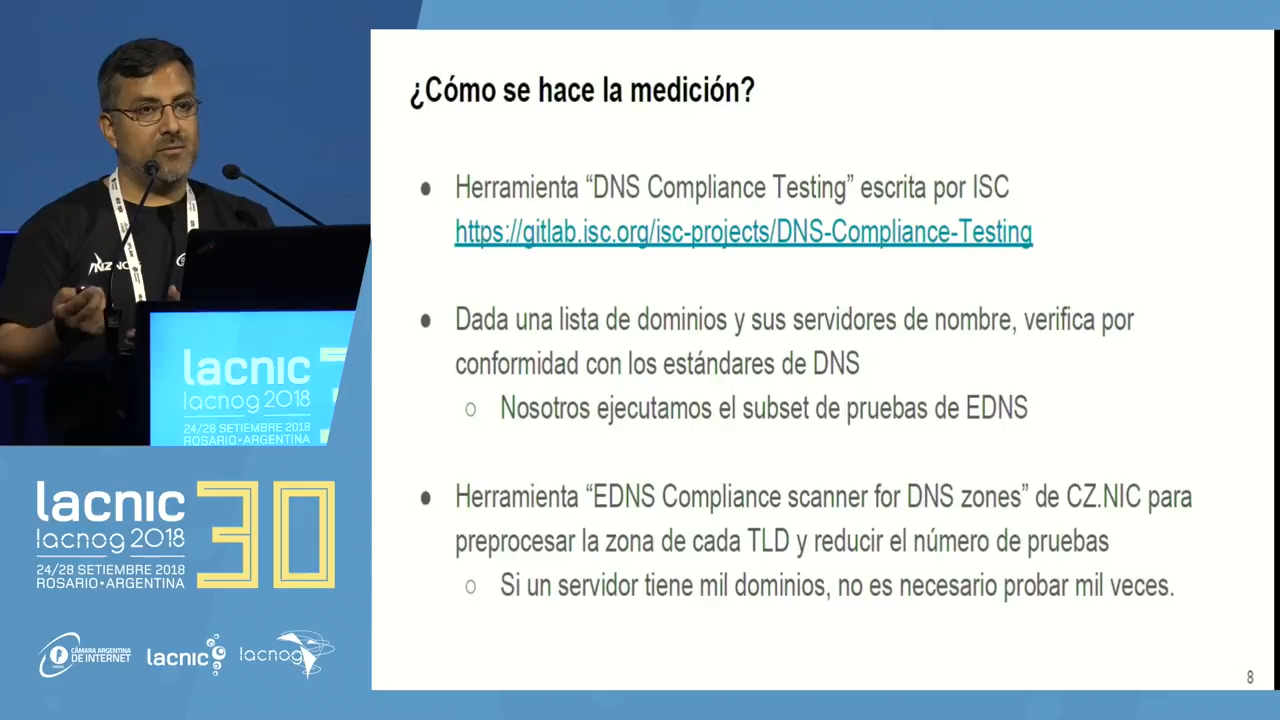 ¿Cómo se hace la medición?
● Herramienta “DNS Compliance Testing” escrita por ISC
https://gitlab.isc.org/isc-projects/DNS-Compliance-Testing
● Dada una lista de dominios y sus servidores de nombre, verifica por
conformidad con los estándares de DNS
○ Nosotros ejecutamos el subset de pruebas de EDNS
● Herramienta “EDNS Compliance scanner for DNS zones” de CZ.NIC para
preprocesar la zona de cada TLD y reducir el número de pruebas
○ Si un servidor tiene mil dominios, no es necesario probar mil veces.
8
lacnic
lacnog 2018
24/28 SETIEMBRE 2018
ROSARIO•ARGENTINA
lacnic
lacnog 2018
24/28 SETIEMBRE 2018
ROSARIO•ARGENTINA
30
CÁMARA ARGENTINA
DE INTERNET
lacnic
lacnog